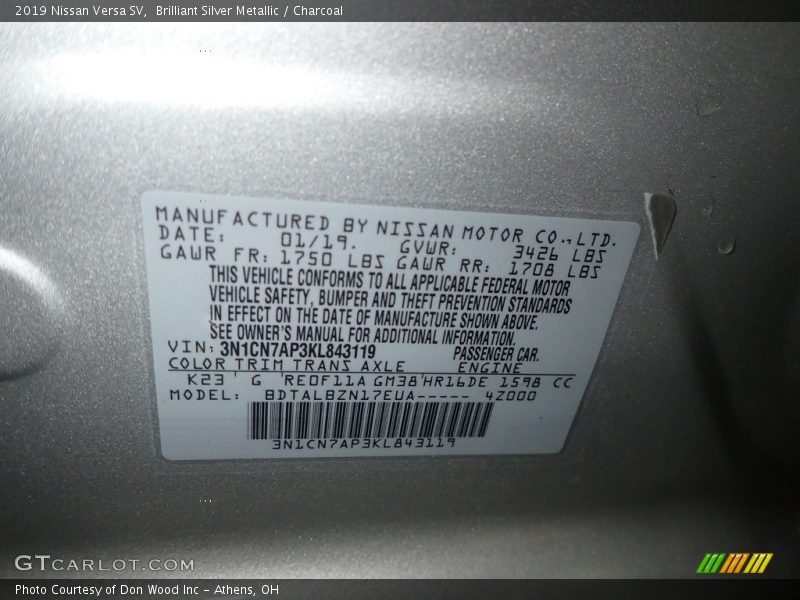 2019 Nissan Versa SV,  Brilliant Silver Metallic / Charcoal
MANUFACTURED BY NISSAN MOTOR CO.,LTD.
DATE: 01/19. GVWR: 3426 LBS
GAWR FR: 1750 LBS GAWR RR: 1708 LBS
THIS VEHICLE CONFORMS TO ALL APPLICABLE FEDERAL MOTOR
VEHICLE SAFETY, BUMPER AND THEFT PREVENTION STANDARDS
IN EFFECT ON THE DATE OF MANUFACTURE SHOWN ABOVE.
SEE OWNER'S MANUAL FOR ADDITIONAL INFORMATION.
VIN: 3N1CN7AP3KL843119 PASSENGER CAR.
COLOR TRIM TRANS AXLE ENGINE
K23 G RE0F11A GM38 HR16DE 1598 CC
MODEL: BDTALBZN17EUA----- 4Z000
3N1CN7AP3KL843119
GTCARLOT.COM
Photo Courtesy of Don Wood Inc - Athens, OH